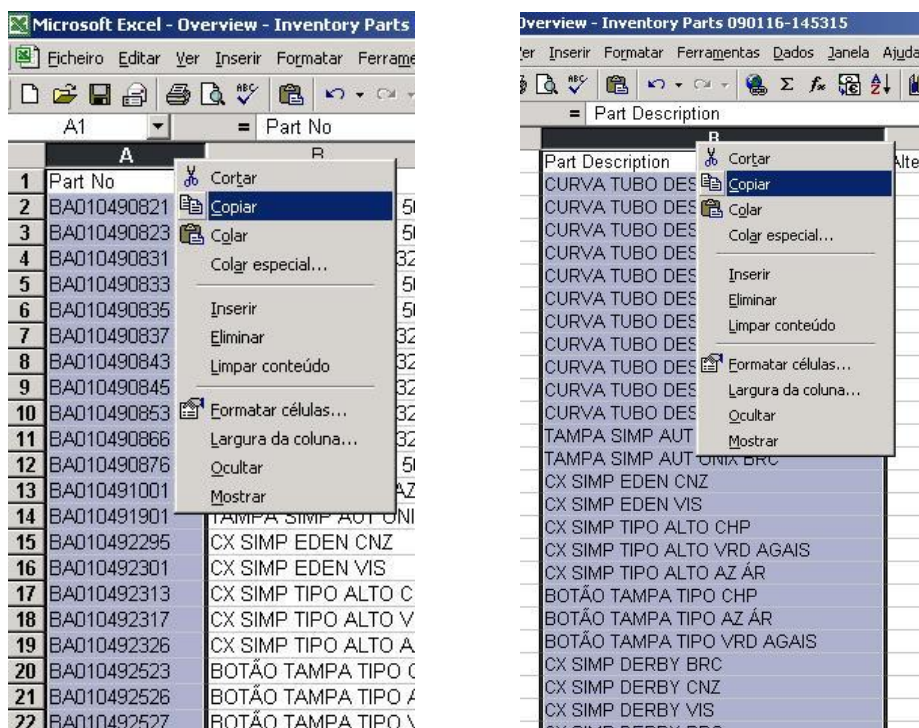 Microsoft Excel - Overview - Inventory Parts
Ficheiro Editar Ver Inserir Formatar
A1 = Part No
A B
1 Part No
2 BA010490821
3 BA010490823
4 BA010490831
5 BA010490833
6 BA010490835
7 BA010490837
8 BA010490843
9 BA010490845
10 BA010490853
11 BA010490866
12 BA010490876
13 BA010491001
14 BA010491901 TAMPA SIMP AUT UNI
15 BA010492295 CX SIMP EDEN CNZ
16 BA010492301 CX SIMP EDEN VIS
17 BA010492313 CX SIMP TIPO ALTO C
18 BA010492317 CX SIMP TIPO ALTO V
19 BA010492326 CX SIMP TIPO ALTO A
20 BA010492523 BOTÃO TAMPA TIPO
21 BA010492526 BOTÃO TAMPA TIPO
22 BA010492527 BOTÃO TAMPA TIPO
Cortar
Copiar
Colar
Colar especial...
Inserir
Eliminar
Limpar conteúdo
Formatar células...
Largura da coluna...
Ocultar
Mostrar
Overview - Inventory Parts 090116-145315
Inserir Formatar Ferramentas Dados Janela Ajuda
= Part Description
B
Part Description
CURVA TUBO DES
CURVA TUBO DES
CURVA TUBO DES
CURVA TUBO DES
CURVA TUBO DES
CURVA TUBO DES
CURVA TUBO DES
CURVA TUBO DES
CURVA TUBO DES
CURVA TUBO DES
CURVA TUBO DES
TAMPA SIMP AUT
TAMPA SIMP AUT UNIX BRC
CX SIMP EDEN CNZ
CX SIMP EDEN VIS
CX SIMP TIPO ALTO CHP
CX SIMP TIPO ALTO VRD AGAIS
CX SIMP TIPO ALTO AZ ÁR
BOTÃO TAMPA TIPO CHP
BOTÃO TAMPA TIPO AZ ÁR
BOTÃO TAMPA TIPO VRD AGAIS
CX SIMP DERBY BRC
CX SIMP DERBY CNZ
CX SIMP DERBY VIS
Cortar
Copiar
Colar
Colar especial...
Inserir
Eliminar
Limpar conteúdo
Formatar células...
Largura da coluna...
Ocultar
Mostrar